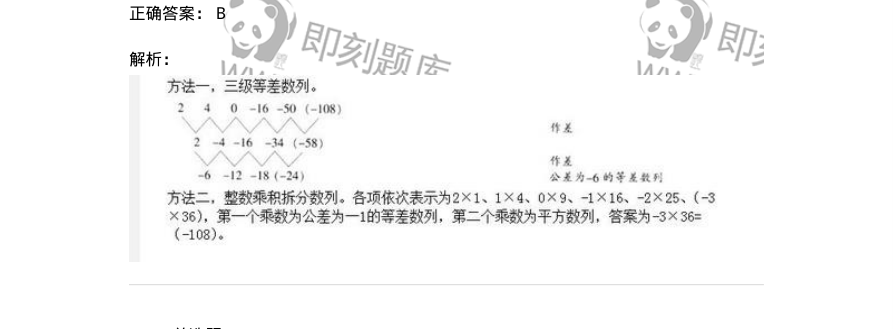 正确答案： B
即刻题库
即
解析：
方法一，三级等差数列。
2 4 0 -16 -50 (-108)
作差
2 -4 -16 -34 (-58)
作差
-6 -12 -18 (-24)
公差为-6的等差数列
方法二，整数乘积拆分数列。各项依次表示为2×1、1×4、0×9、-1×16、-2×25、(-3
×36)，第一个乘数为公差为一1的等差数列，第二个乘数为平方数列，答案为-3×36=
(-108)。